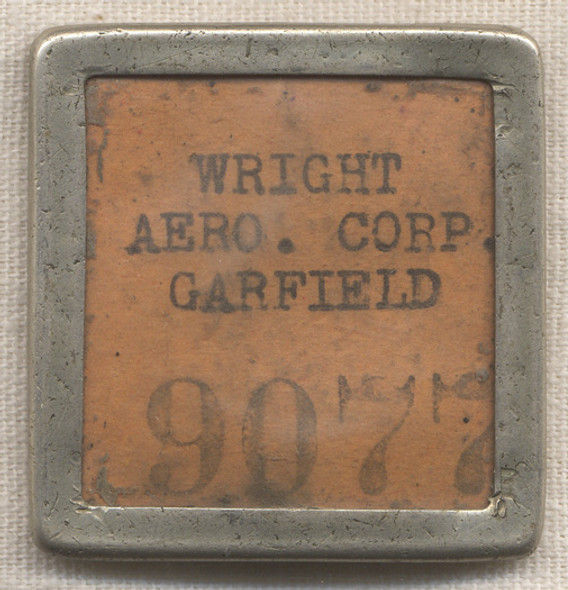 WRIGHT
AERO. CORP.
GARFIELD
9077